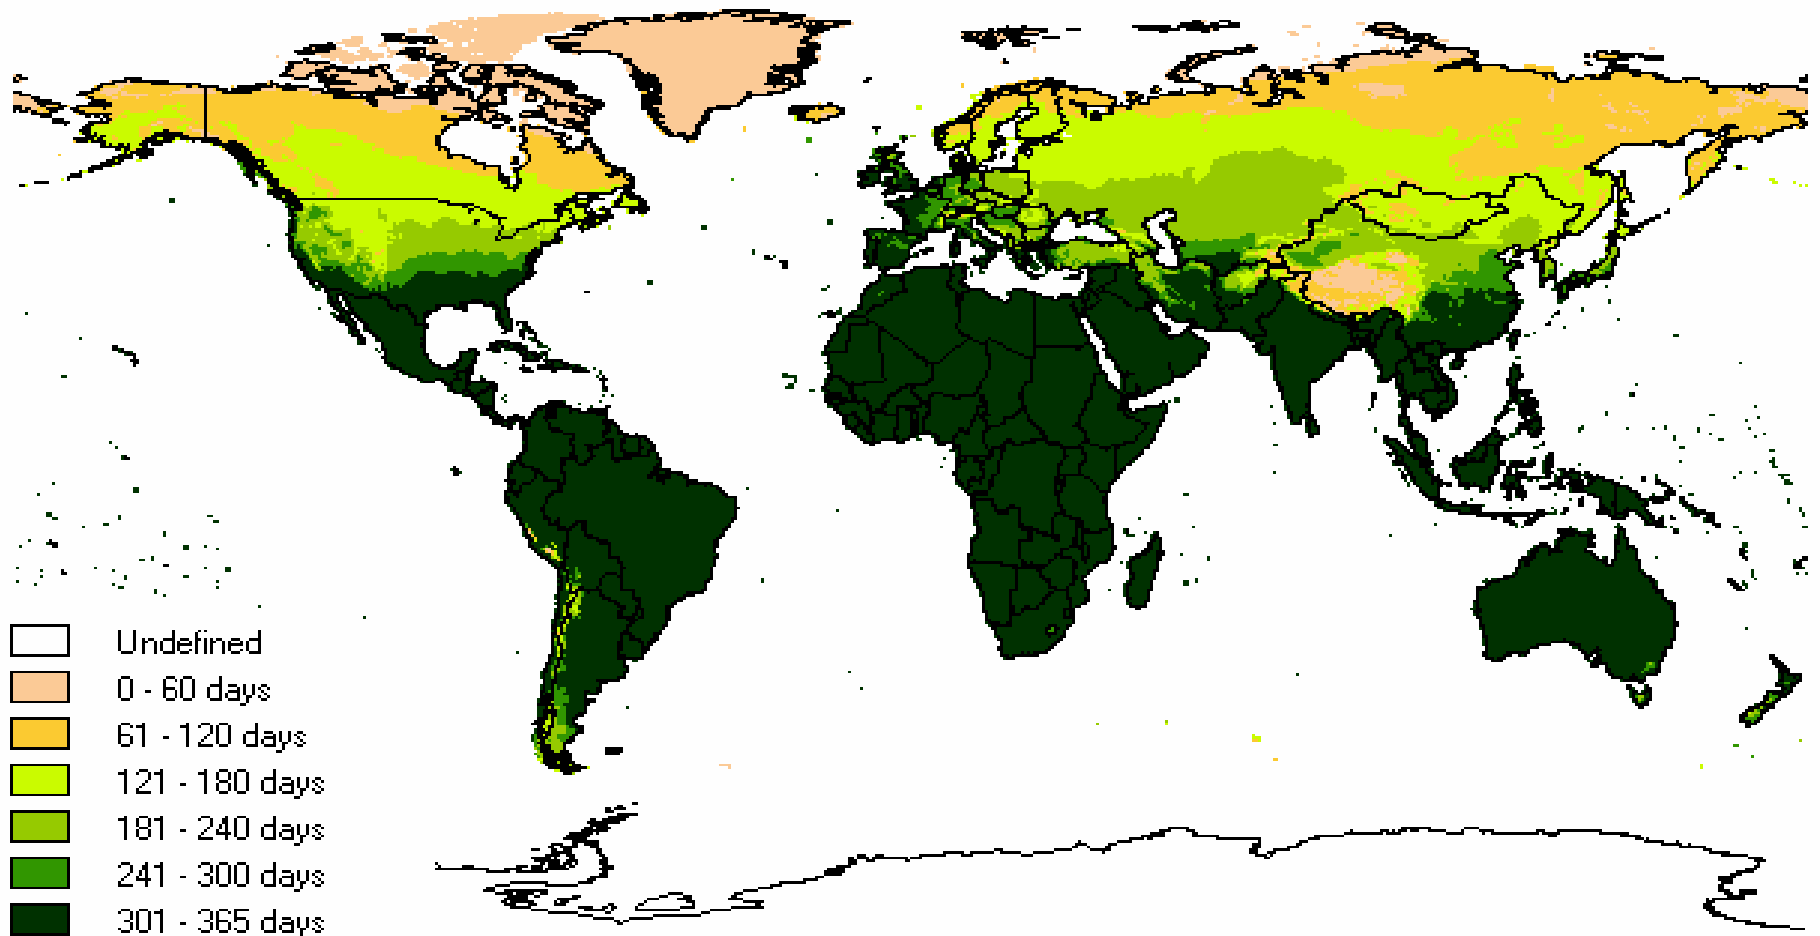 Undefined
0 - 60 days
61 - 120 days
121 - 180 days
181 - 240 days
241 - 300 days
301 - 365 days